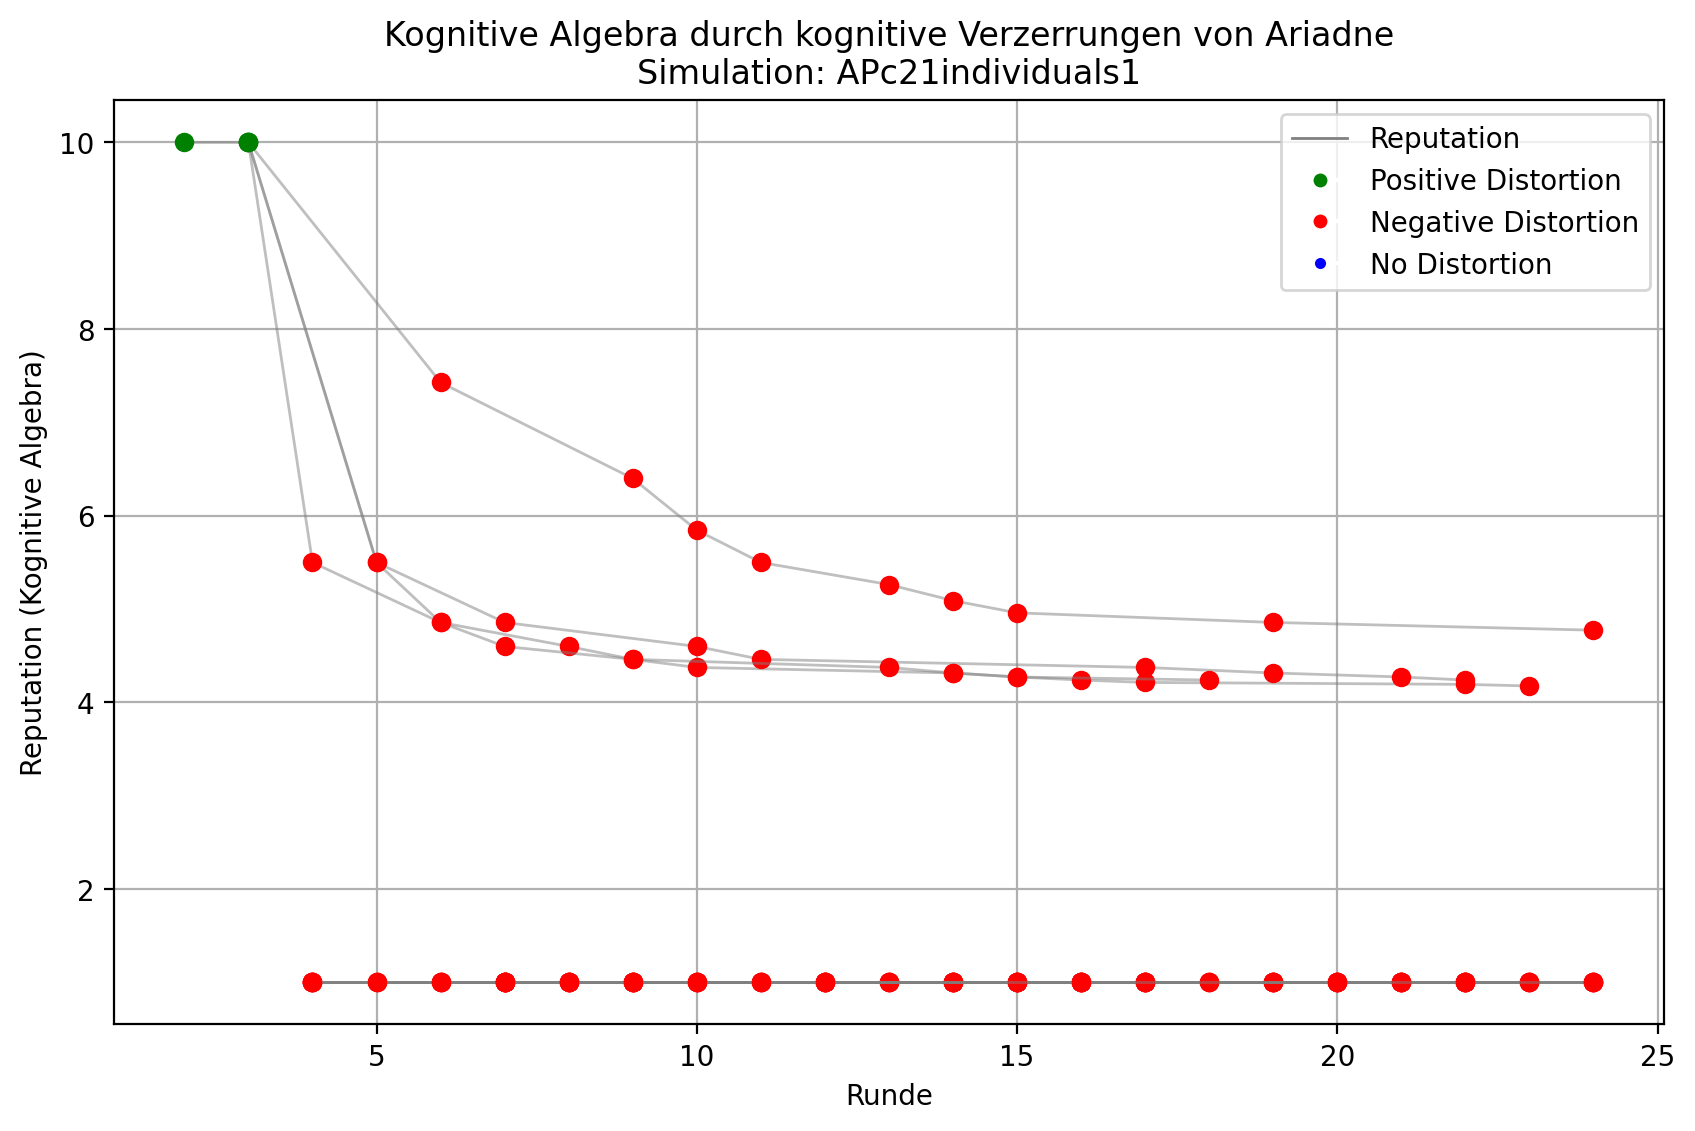 Kognitive Algebra durch kognitive Verzerrungen von Ariadne
Simulation: APc21individuals1
Reputation
Positive Distortion
Negative Distortion
No Distortion
Reputation (Kognitive Algebra)
10
8
6
4
2
5
10
15
20
25
Runde